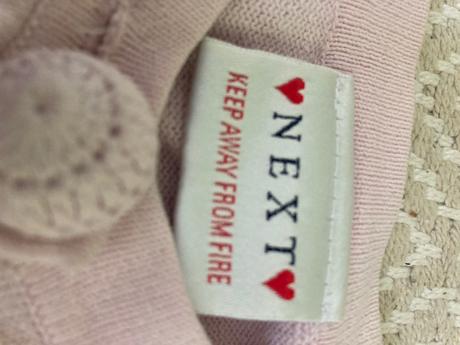 ♥NEXT♥
KEEP AWAY FROM FIRE